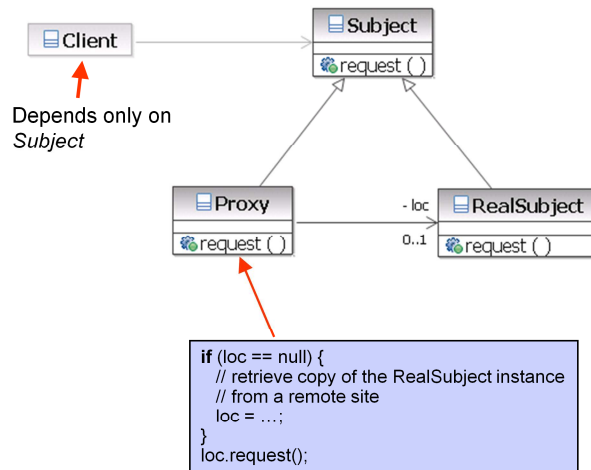 Client
Subject
request ( )
Depends only on
Subject
Proxy
request ( )
- loc
0..1
RealSubject
request ( )
if (loc == null) {
// retrieve copy of the RealSubject instance
// from a remote site
loc = …;
}
loc.request();